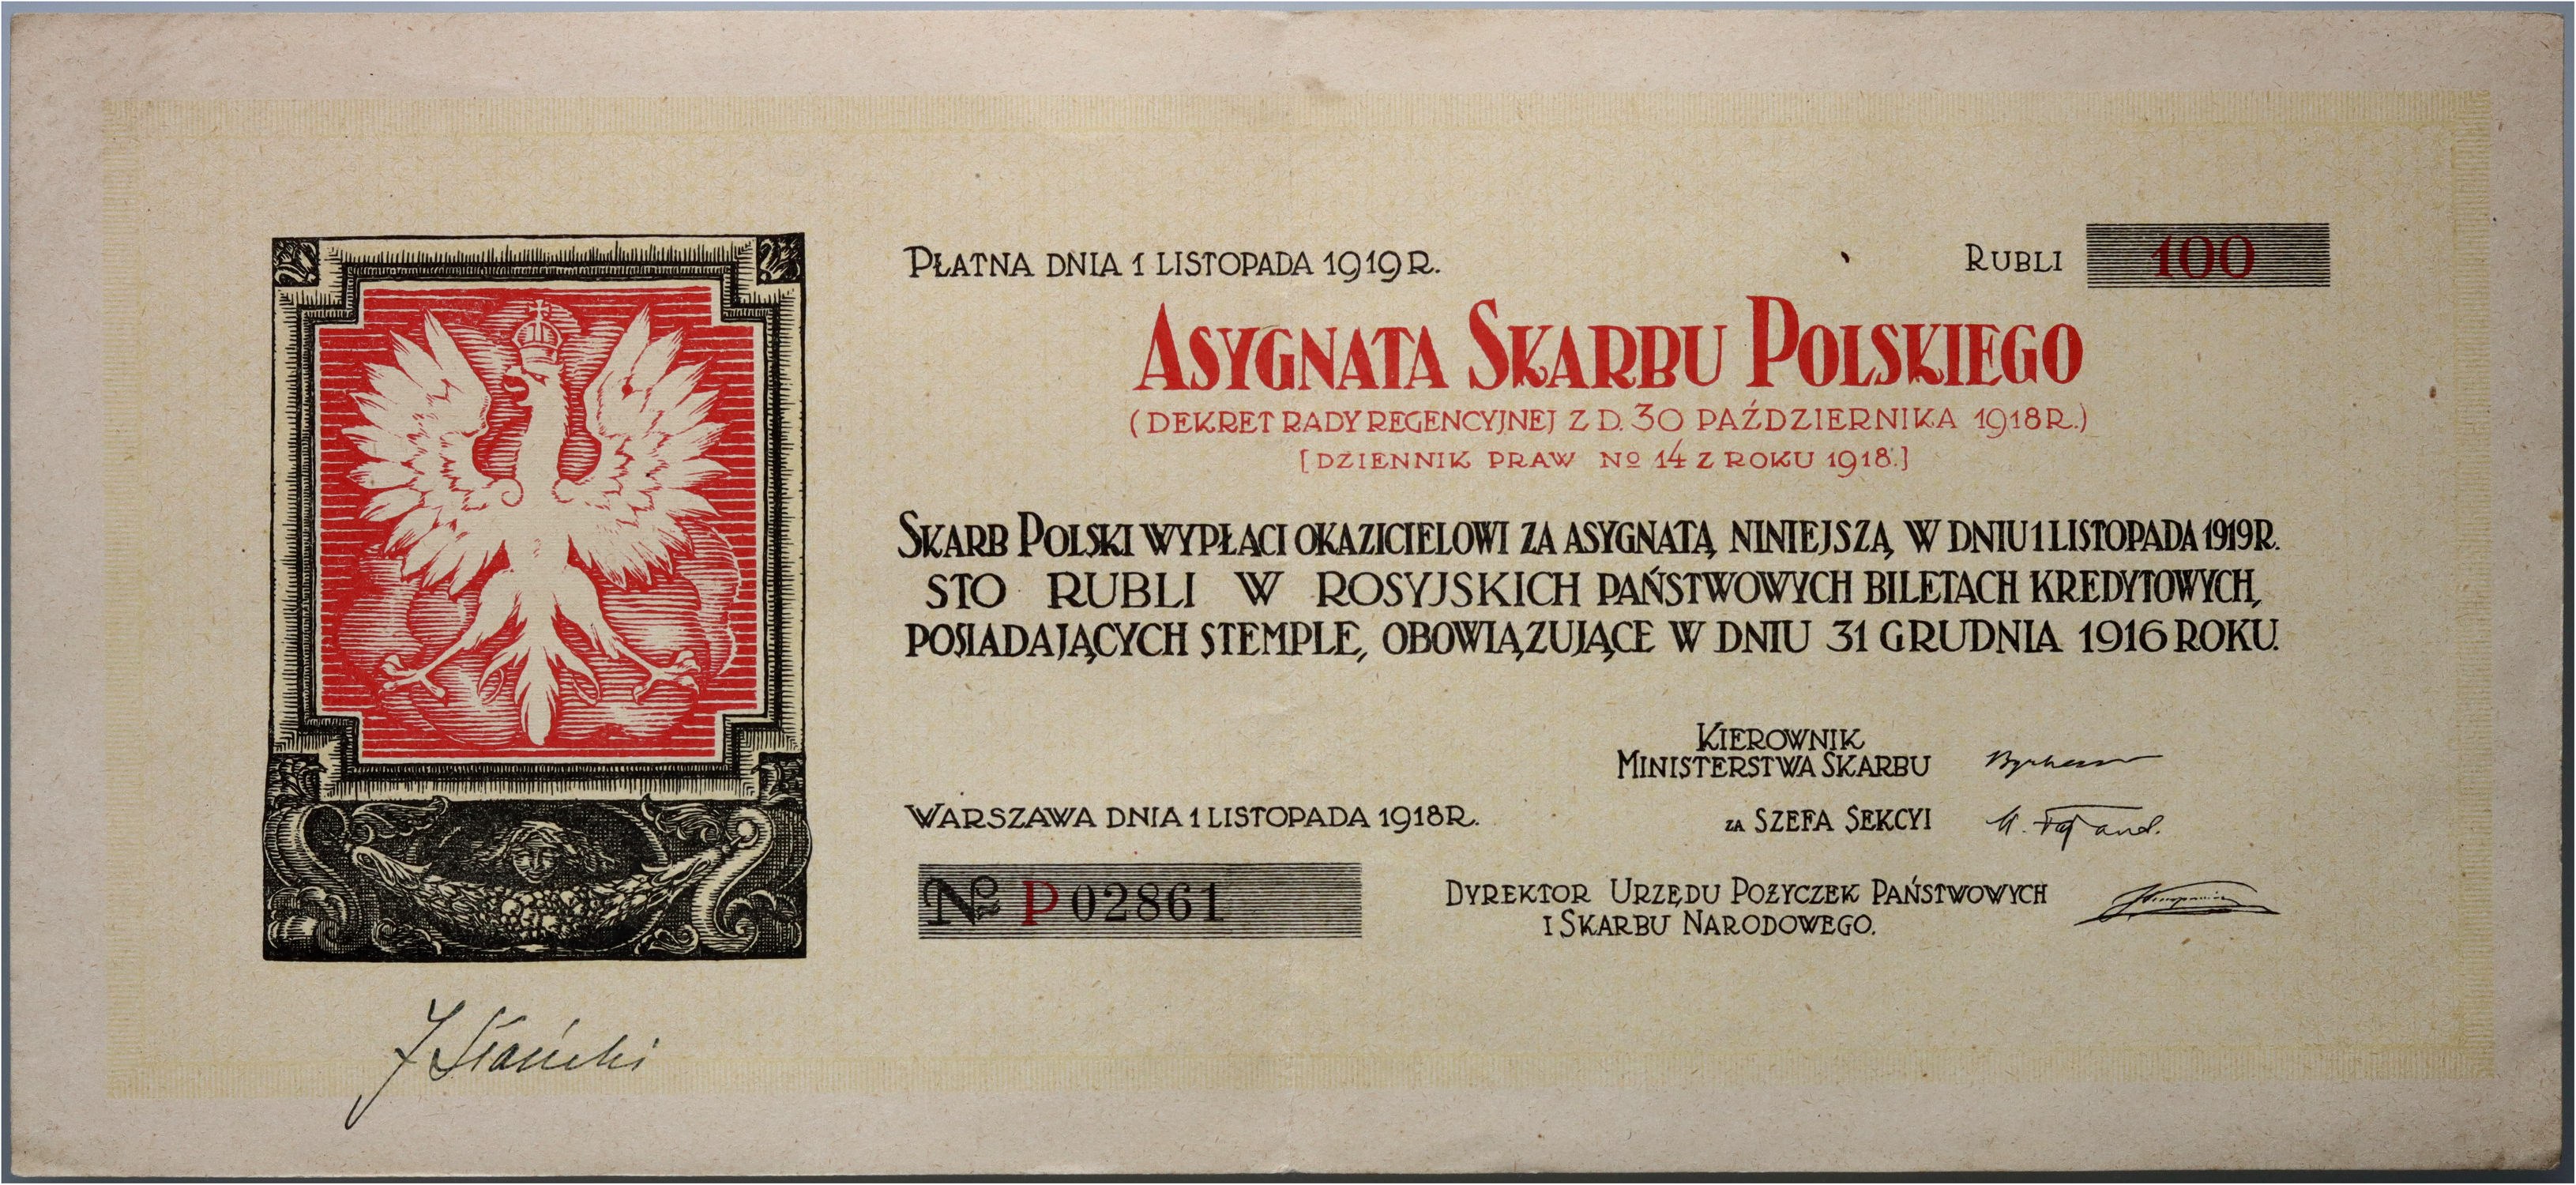 PŁATNA DNIA 1 LISTOPADA 1919 R.
RUBLI 100
ASYGNATA SKARBU POLSKIEGO
(DEKRET RADY REGENCYJNEJ Z D. 30 PAŹDZIERNIKA 1918 R.)
[DZIENNIK PRAW No 14 Z ROKU 1918.]
SKARB POLSKI WYPŁACI OKAZICIELOWI ZA ASYGNATĄ NINIEJSZĄ W DNIU 1 LISTOPADA 1919 R.
STO RUBLI W ROSYJSKICH PAŃSTWOWYCH BILETACH KREDYTOWYCH,
POSIADAJĄCYCH STEMPLE, OBOWIĄZUJĄCE W DNIU 31 GRUDNIA 1916 ROKU.
KIEROWNIK
MINISTERSTWA SKARBU
WARSZAWA DNIA 1 LISTOPADA 1918 R.
ZA SZEFA SEKCYI
No P 02861
DYREKTOR URZĘDU POŻYCZEK PAŃSTWOWYCH
I SKARBU NARODOWEGO.